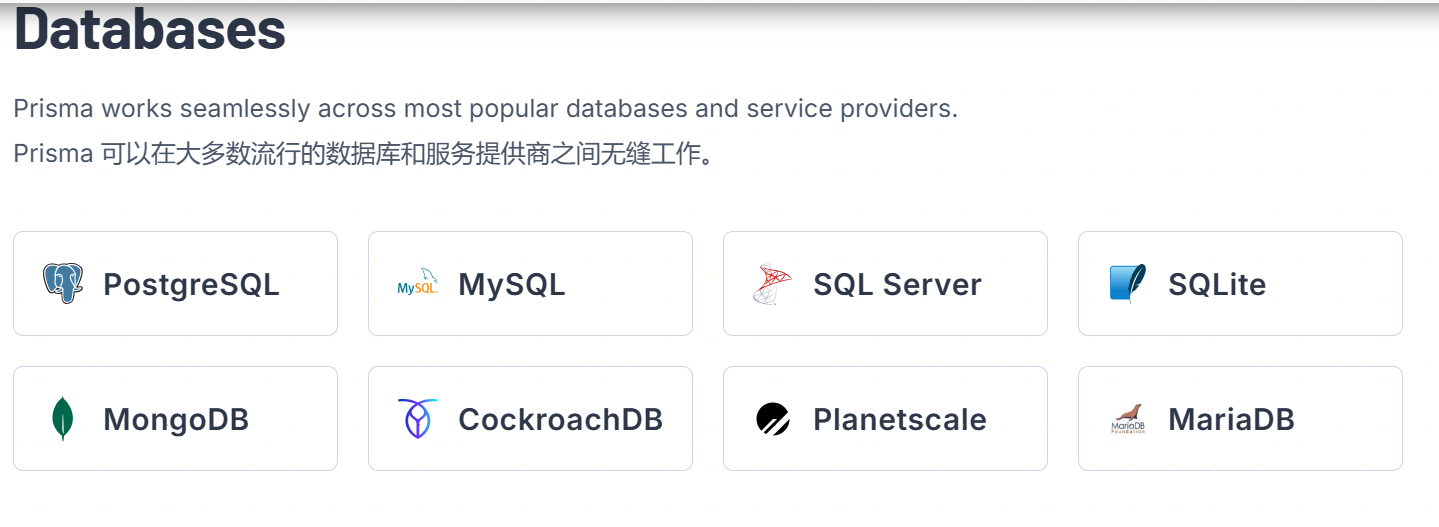 Databases
Prisma works seamlessly across most popular databases and service providers.
Prisma 可以在大多数流行的数据库和服务提供商之间无缝工作。
PostgreSQL
MySQL MySQL
SQL Server
SQLite
MongoDB
CockroachDB
Planetscale
MariaDB Foundation MariaDB